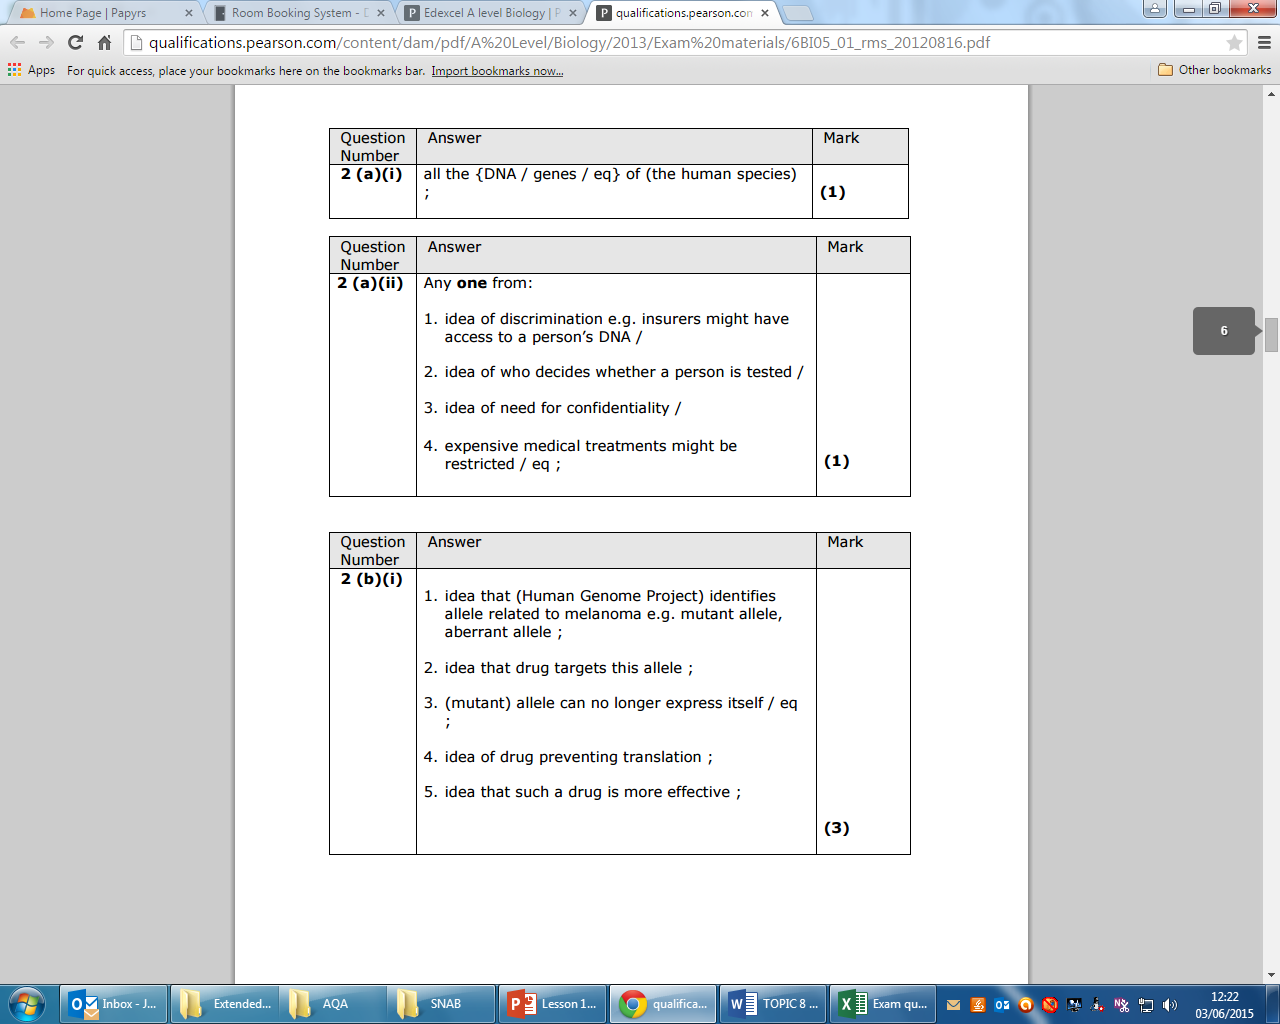 Home Page | Papyrs
Room Booking System - D
Edexcel A level Biology | P
qualifications.pearson.com
qualifications.pearson.com/content/dam/pdf/A%20Level/Biology/2013/Exam%20materials/6BI05_01_rms_20120816.pdf
Apps For quick access, place your bookmarks here on the bookmarks bar. Import bookmarks now... Other bookmarks
Question Number Answer Mark
2 (a)(i) all the {DNA / genes / eq} of (the human species)
;
(1)
Question Number Answer Mark
2 (a)(ii) Any one from:
1. idea of discrimination e.g. insurers might have
access to a person's DNA /
2. idea of who decides whether a person is tested /
3. idea of need for confidentiality /
4. expensive medical treatments might be
restricted / eq ;
(1)
6
Question Number Answer Mark
2 (b)(i)
1. idea that (Human Genome Project) identifies
allele related to melanoma e.g. mutant allele,
aberrant allele ;
2. idea that drug targets this allele ;
3. (mutant) allele can no longer express itself / eq
;
4. idea of drug preventing translation ;
5. idea that such a drug is more effective ;
(3)
Inbox - J...
Extended...
AQA
SNAB
Lesson 1...
qualifica...
TOPIC 8 ...
Exam qu...
12:22
03/06/2015